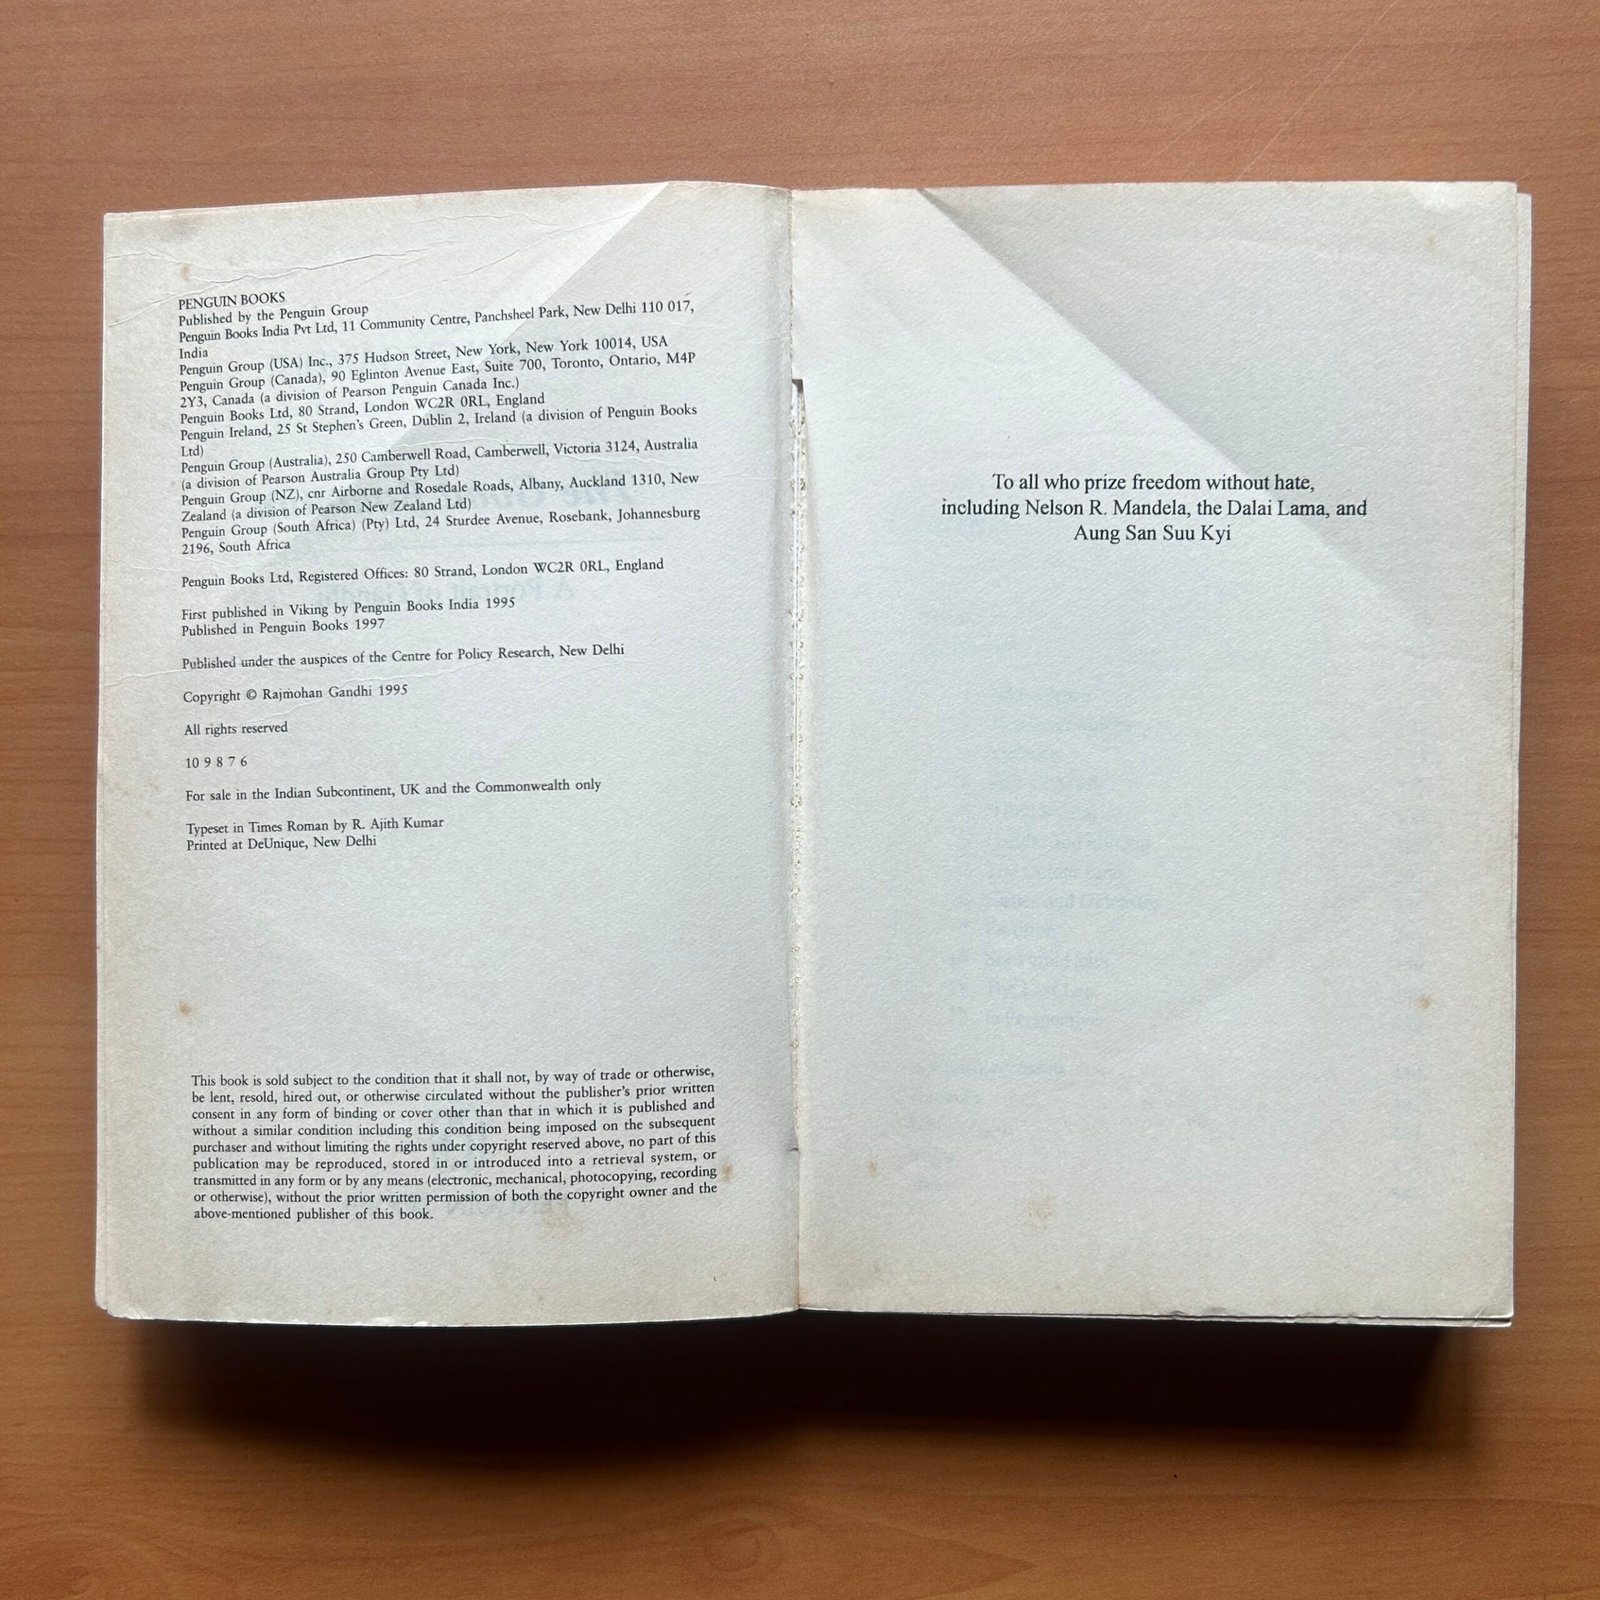 PENGUIN BOOKS
Published by the Penguin Group
Penguin Books India Pvt Ltd, 11 Community Centre, Panchsheel Park, New Delhi 110 017,
India
Penguin Group (USA) Inc., 375 Hudson Street, New York, New York 10014, USA
Penguin Group (Canada), 90 Eglinton Avenue East, Suite 700, Toronto, Ontario, M4P
2Y3, Canada (a division of Pearson Penguin Canada Inc.)
Penguin Books Ltd, 80 Strand, London WC2R 0RL, England
Penguin Ireland, 25 St Stephen's Green, Dublin 2, Ireland (a division of Penguin Books
Ltd)
Penguin Group (Australia), 250 Camberwell Road, Camberwell, Victoria 3124, Australia
(a division of Pearson Australia Group Pty Ltd)
Penguin Group (NZ), cnr Airborne and Rosedale Roads, Albany, Auckland 1310, New
Zealand (a division of Pearson New Zealand Ltd)
Penguin Group (South Africa) (Pty) Ltd, 24 Sturdee Avenue, Rosebank, Johannesburg
2196, South Africa
Penguin Books Ltd, Registered Offices: 80 Strand, London WC2R 0RL, England
First published in Viking by Penguin Books India 1995
Published in Penguin Books 1997
Published under the auspices of the Centre for Policy Research, New Delhi
Copyright © Rajmohan Gandhi 1995
All rights reserved
10 9 8 7 6
For sale in the Indian Subcontinent, UK and the Commonwealth only
Typeset in Times Roman by R. Ajith Kumar
Printed at DeUnique, New Delhi
This book is sold subject to the condition that it shall not, by way of trade or otherwise,
be lent, resold, hired out, or otherwise circulated without the publisher's prior written
consent in any form of binding or cover other than that in which it is published and
without a similar condition including this condition being imposed on the subsequent
purchaser and without limiting the rights under copyright reserved above, no part of this
publication may be reproduced, stored in or introduced into a retrieval system, or
transmitted in any form or by any means (electronic, mechanical, photocopying, recording
or otherwise), without the prior written permission of both the copyright owner and the
above-mentioned publisher of this book.
To all who prize freedom without hate,
including Nelson R. Mandela, the Dalai Lama, and
Aung San Suu Kyi